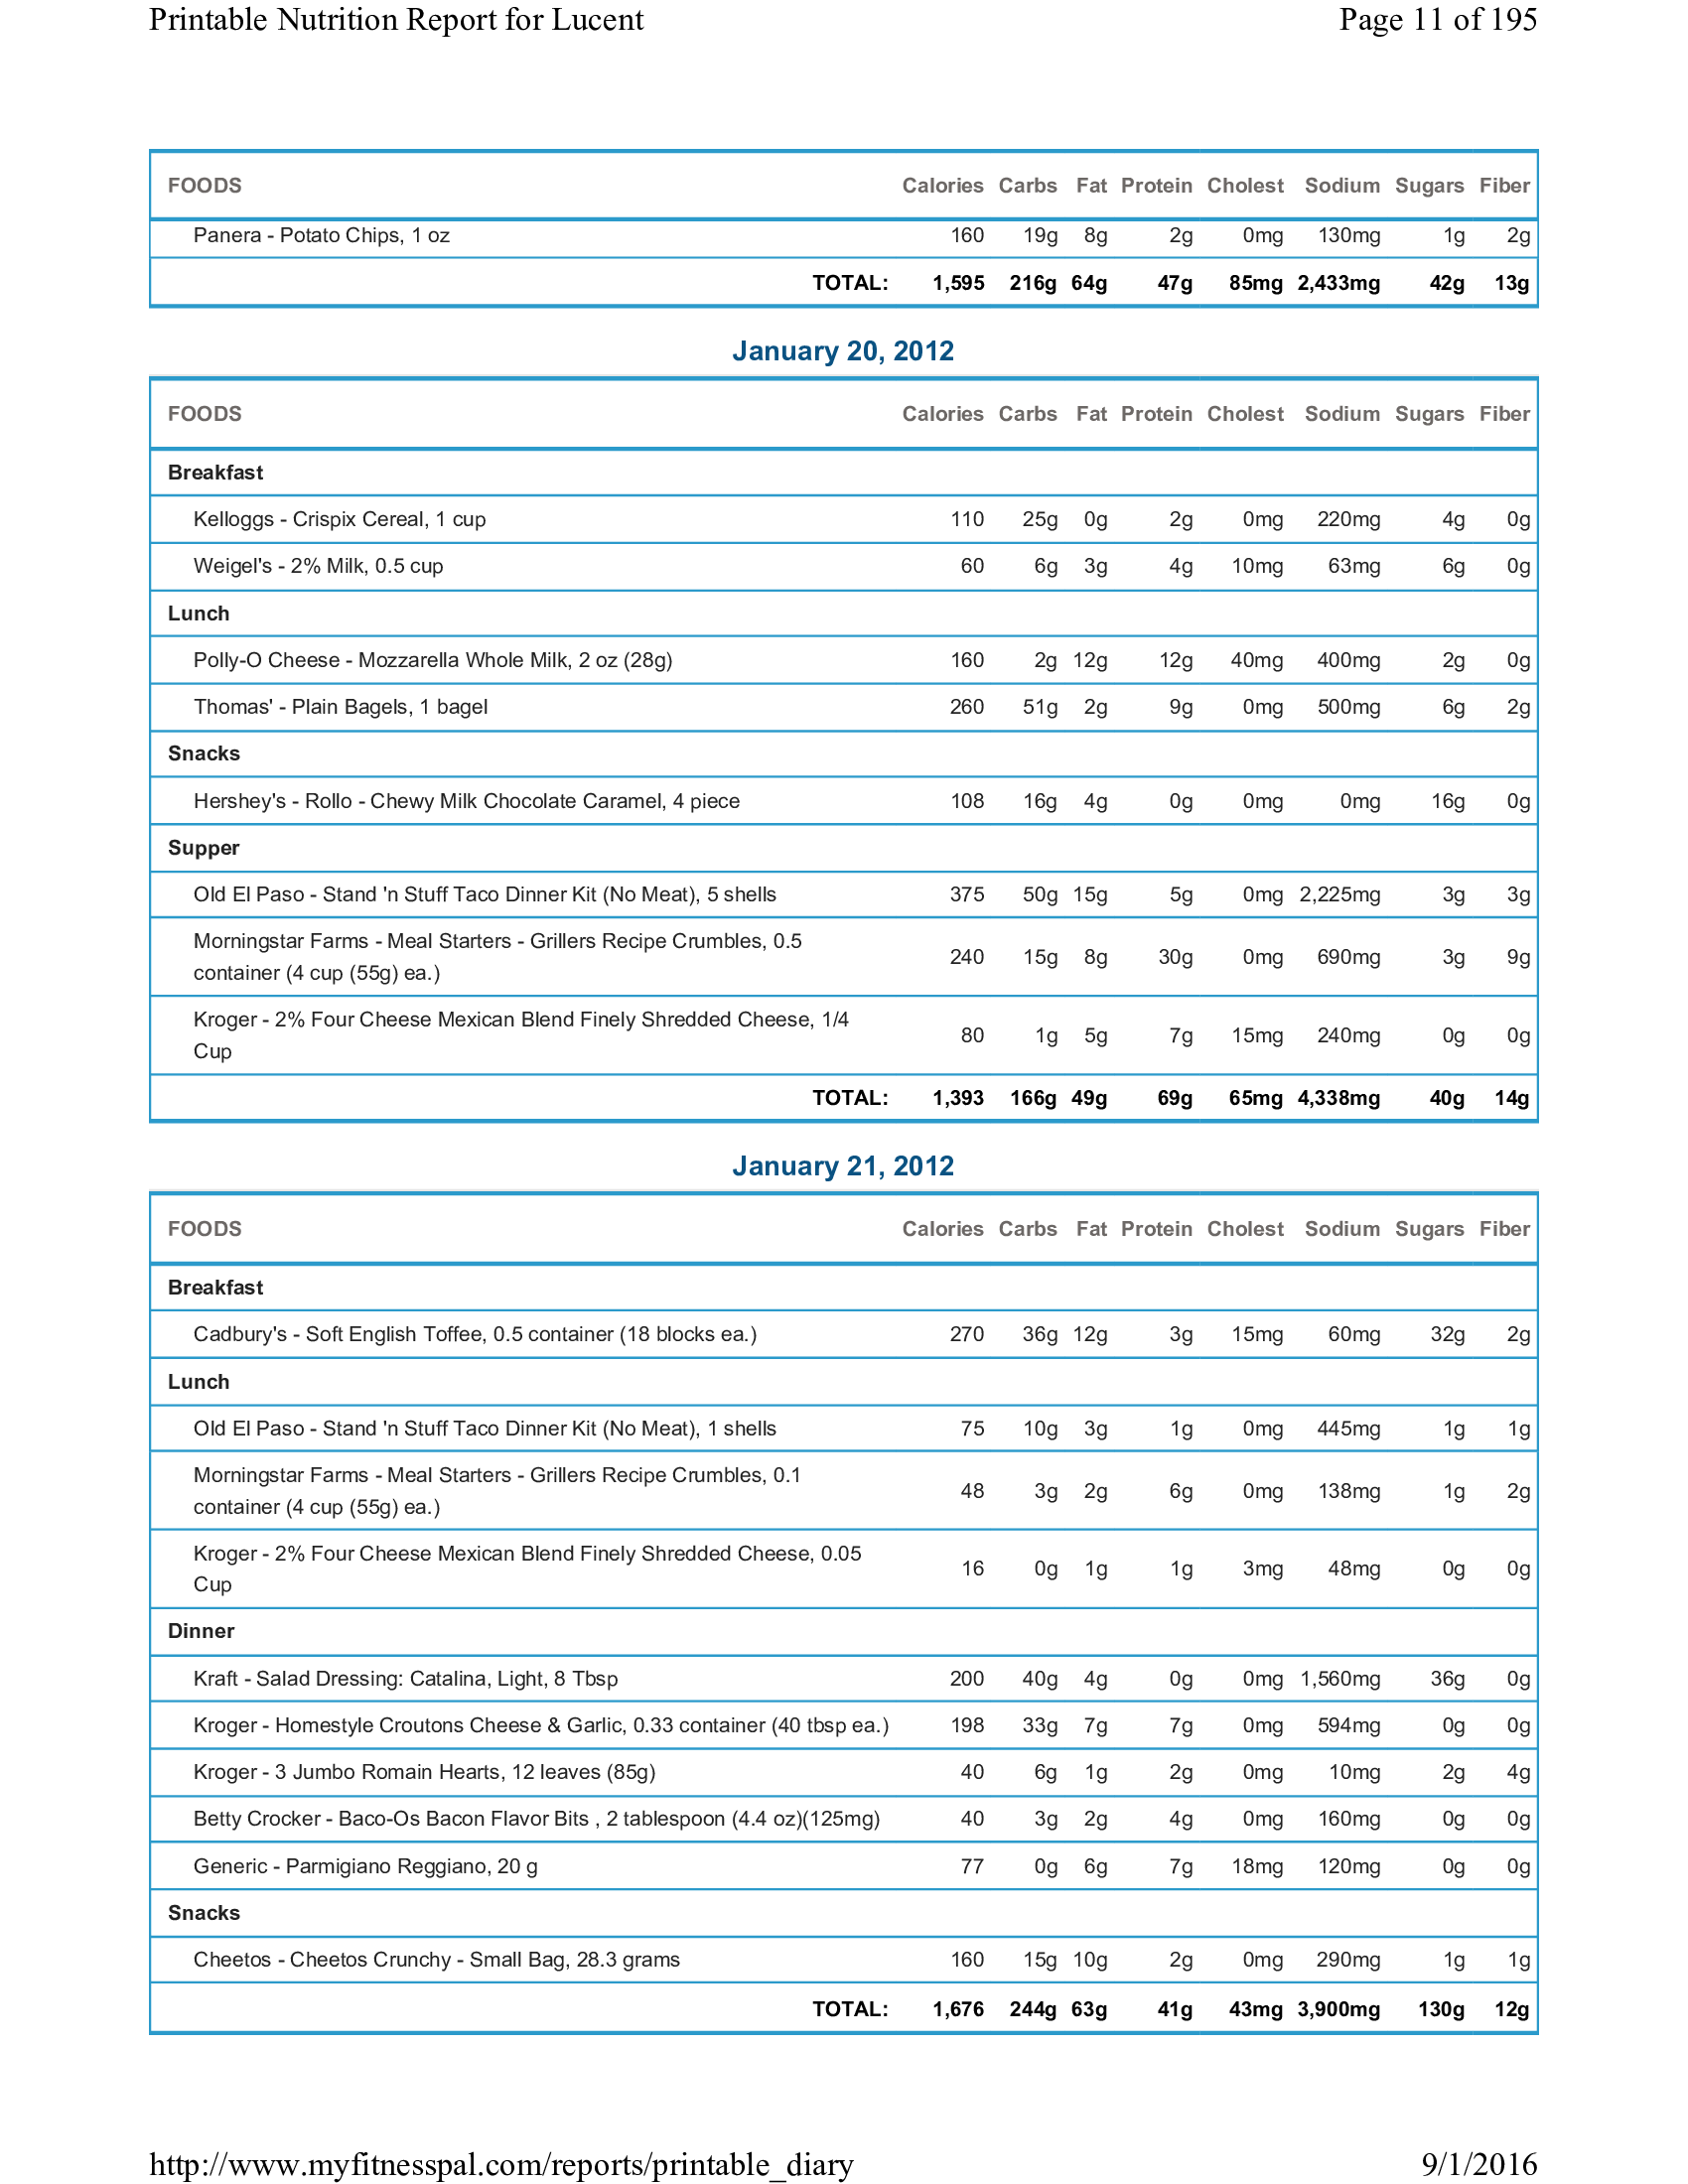 Printable Nutrition Report for Lucent Page 11 of 195
FOODS Calories Carbs Fat Protein Cholest Sodium Sugars Fiber
Panera - Potato Chips, 1 oz 160 19g 8g 2g 0mg 130mg 1g 2g
TOTAL: 1,595 216g 64g 47g 85mg 2,433mg 42g 13g
January 20, 2012
FOODS Calories Carbs Fat Protein Cholest Sodium Sugars Fiber
Breakfast
Kelloggs - Crispix Cereal, 1 cup 110 25g 0g 2g 0mg 220mg 4g 0g
Weigel's - 2% Milk, 0.5 cup 60 6g 3g 4g 10mg 63mg 6g 0g
Lunch
Polly-O Cheese - Mozzarella Whole Milk, 2 oz (28g) 160 2g 12g 12g 40mg 400mg 2g 0g
Thomas' - Plain Bagels, 1 bagel 260 51g 2g 9g 0mg 500mg 6g 2g
Snacks
Hershey's - Rollo - Chewy Milk Chocolate Caramel, 4 piece 108 16g 4g 0g 0mg 0mg 16g 0g
Supper
Old El Paso - Stand 'n Stuff Taco Dinner Kit (No Meat), 5 shells 375 50g 15g 5g 0mg 2,225mg 3g 3g
Morningstar Farms - Meal Starters - Grillers Recipe Crumbles, 0.5
container (4 cup (55g) ea.) 240 15g 8g 30g 0mg 690mg 3g 9g
Kroger - 2% Four Cheese Mexican Blend Finely Shredded Cheese, 1/4
Cup 80 1g 5g 7g 15mg 240mg 0g 0g
TOTAL: 1,393 166g 49g 69g 65mg 4,338mg 40g 14g
January 21, 2012
FOODS Calories Carbs Fat Protein Cholest Sodium Sugars Fiber
Breakfast
Cadbury's - Soft English Toffee, 0.5 container (18 blocks ea.) 270 36g 12g 3g 15mg 60mg 32g 2g
Lunch
Old El Paso - Stand 'n Stuff Taco Dinner Kit (No Meat), 1 shells 75 10g 3g 1g 0mg 445mg 1g 1g
Morningstar Farms - Meal Starters - Grillers Recipe Crumbles, 0.1
container (4 cup (55g) ea.) 48 3g 2g 6g 0mg 138mg 1g 2g
Kroger - 2% Four Cheese Mexican Blend Finely Shredded Cheese, 0.05
Cup 16 0g 1g 1g 3mg 48mg 0g 0g
Dinner
Kraft - Salad Dressing: Catalina, Light, 8 Tbsp 200 40g 4g 0g 0mg 1,560mg 36g 0g
Kroger - Homestyle Croutons Cheese & Garlic, 0.33 container (40 tbsp ea.) 198 33g 7g 7g 0mg 594mg 0g 0g
Kroger - 3 Jumbo Romain Hearts, 12 leaves (85g) 40 6g 1g 2g 0mg 10mg 2g 4g
Betty Crocker - Baco-Os Bacon Flavor Bits , 2 tablespoon (4.4 oz)(125mg) 40 3g 2g 4g 0mg 160mg 0g 0g
Generic - Parmigiano Reggiano, 20 g 77 0g 6g 7g 18mg 120mg 0g 0g
Snacks
Cheetos - Cheetos Crunchy - Small Bag, 28.3 grams 160 15g 10g 2g 0mg 290mg 1g 1g
TOTAL: 1,676 244g 63g 41g 43mg 3,900mg 130g 12g
http://www.myfitnesspal.com/reports/printable_diary 9/1/2016